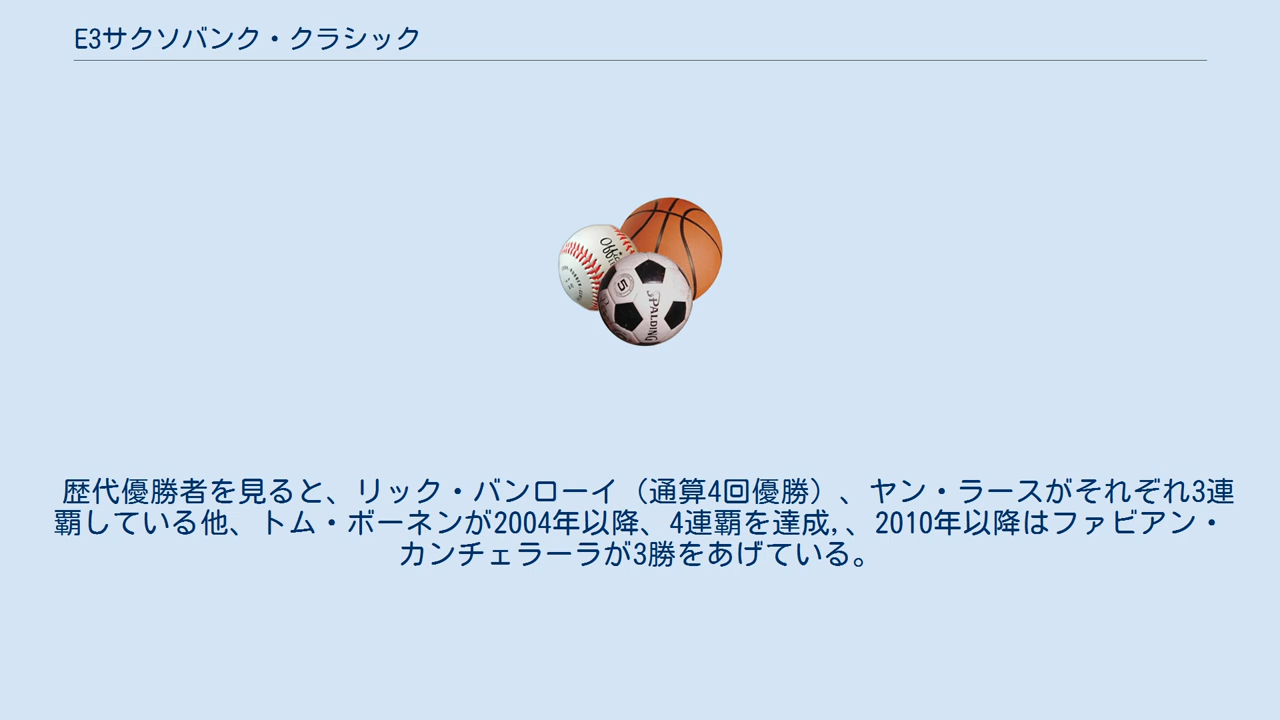 E3サクソバンク・クラシック
Offici
5
SPALDING
歴代優勝者を見ると、リック・バンローイ（通算4回優勝）、ヤン・ラースがそれぞれ3連
覇している他、トム・ボーネンが2004年以降、4連覇を達成,、2010年以降はファビアン・
カンチェラーラが3勝をあげている。